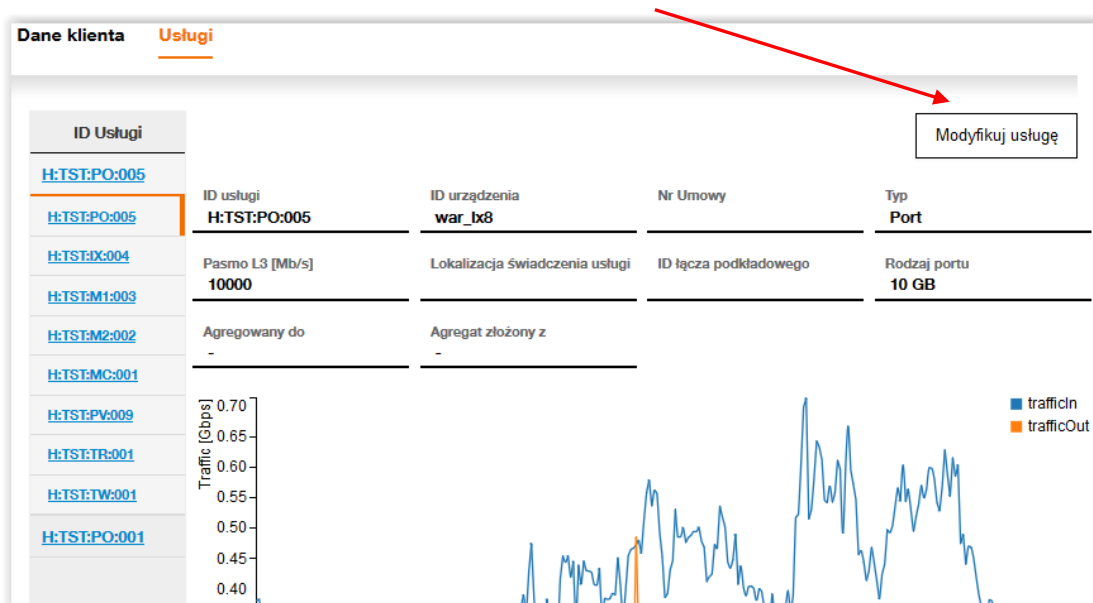 Dane klienta Usługi
Modyfikuj usługę
ID Usługi
H:TST:PO:005
H:TST:PO:005
H:TST:IX:004
H:TST:M1:003
H:TST:M2:002
H:TST:MC:001
H:TST:PV:009
H:TST:TR:001
H:TST:TW:001
H:TST:PO:001
ID usługi ID urządzenia Nr Umowy Typ
H:TST:PO:005 war_lx8 Port
Pasmo L3 [Mb/s] Lokalizacja świadczenia usługi ID łącza podkładowego Rodzaj portu
10000 10 GB
Agregowany do Agregat złożony z
- -
Traffic [Gbps]
0.70
0.65
0.60
0.55
0.50
0.45
0.40
trafficIn
trafficOut